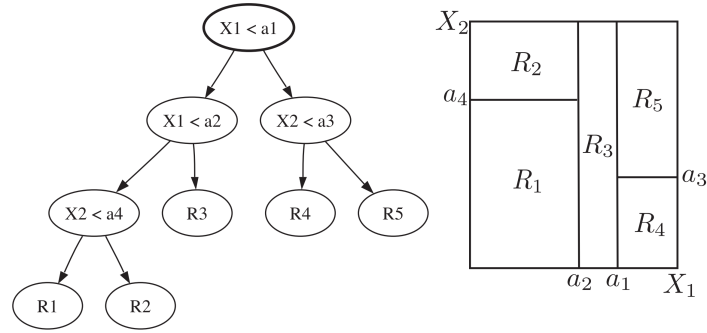 X1 < a1
X1 < a2
X2 < a3
X2 < a4
R3
R4
R5
R1
R2
X₂
R₂
a₄
R₅
R₃
R₁
a₃
R₄
a₂
a₁
X₁